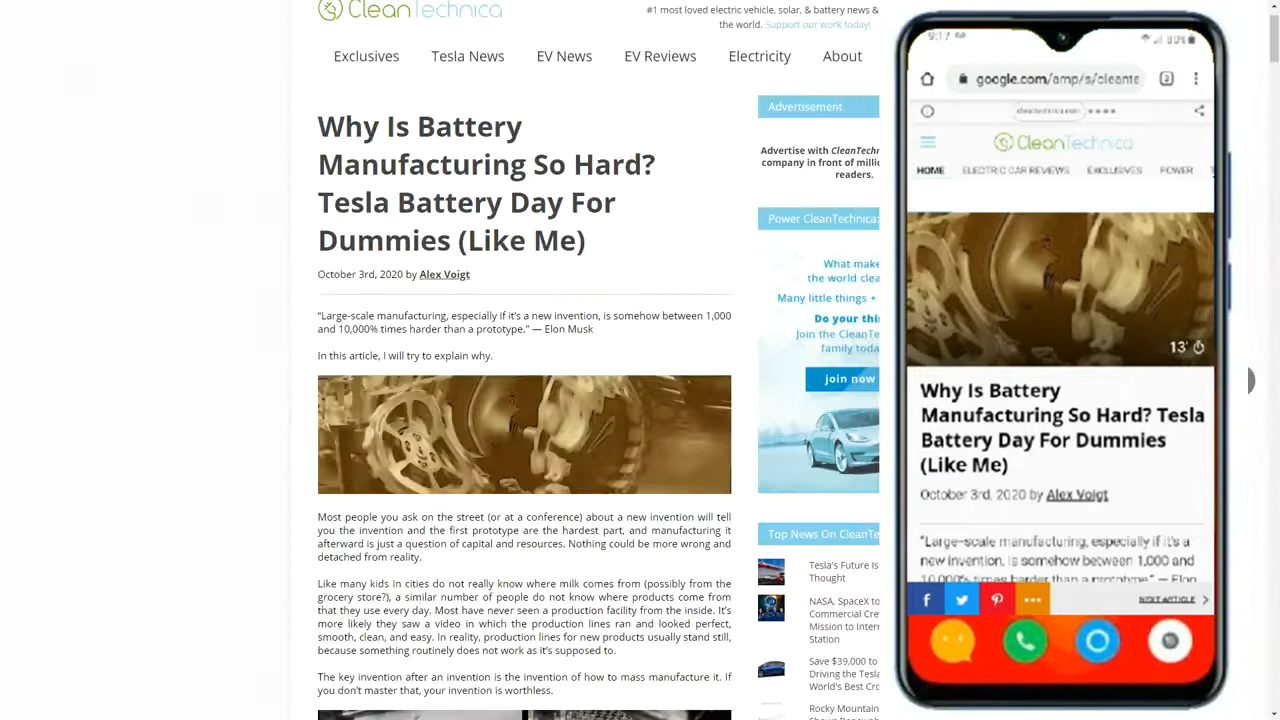 CleanTechnica
#1 most loved electric vehicle, solar, & battery news &
the world. Support our work today!
Exclusives Tesla News EV News EV Reviews Electricity About
Why Is Battery
Manufacturing So Hard?
Tesla Battery Day For
Dummies (Like Me)
October 3rd, 2020 by Alex Voigt
“Large-scale manufacturing, especially if it’s a new invention, is somehow between 1,000
and 10,000% times harder than a prototype.” — Elon Musk
In this article, I will try to explain why.
Most people you ask on the street (or at a conference) about a new invention will tell
you the invention and the first prototype are the hardest part, and manufacturing it
afterward is just a question of capital and resources. Nothing could be more wrong and
detached from reality.
Like many kids in cities do not really know where milk comes from (possibly from the
grocery store?), a similar number of people do not know where products come from
that they use every day. Most have never seen a production facility from the inside. It’s
more likely they saw a video in which the production lines ran and looked perfect,
smooth, clean, and easy. In reality, production lines for new products usually stand still,
because something routinely does not work as it’s supposed to.
The key invention after an invention is the invention of how to mass manufacture it. If
you don’t master that, your invention is worthless.
Advertisement
Advertise with CleanTechn
company in front of milli
readers.
Power CleanTechnica:
What make
the world clea
Many little things +
Do your thi
Join the CleanTe
family toda
join now
Top News On CleanTe
Tesla's Future Is
Thought
NASA, SpaceX to
Commercial Cre
Mission to Intern
Station
Save $39,000 to
Driving the Tesla
World's Best Cro
Rocky Mountain
9:17
80%
google.com/amp/s/cleante
2
cleantechnica.com
CleanTechnica
HOME ELECTRIC CAR REVIEWS EXCLUSIVES POWER
13'
Why Is Battery
Manufacturing So Hard? Tesla
Battery Day For Dummies
(Like Me)
October 3rd, 2020 by Alex Voigt
“Large-scale manufacturing, especially if it’s a
new invention, is somehow between 1,000 and
10,000% times harder than a prototype.” — Elon
NEXT ARTICLE